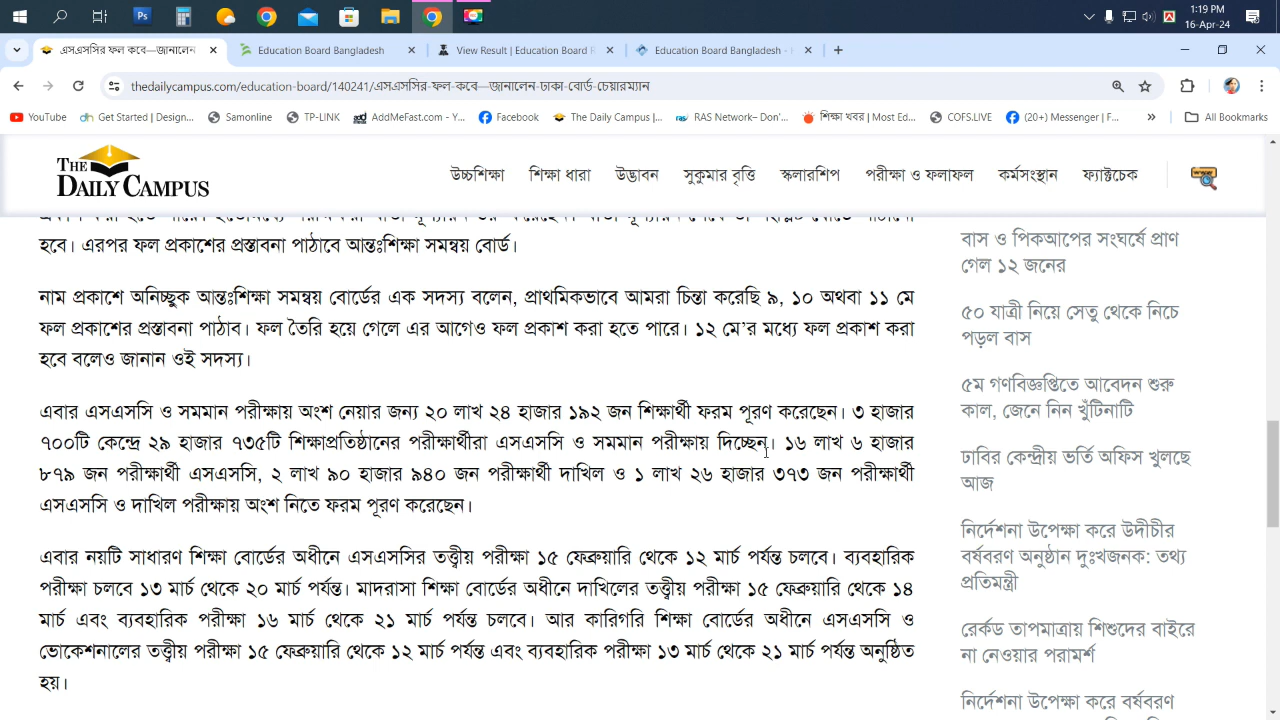 1:19 PM
16-Apr-24
এসএসসির ফল কবে—জানালেন
Education Board Bangladesh
View Result | Education Board R
Education Board Bangladesh -
thedailycampus.com/education-board/140241/এসএসসির-ফল-কবে—জানালেন-ঢাকা-বোর্ড-চেয়ারম্যান
YouTube
Get Started | Design...
Samonline
TP-LINK
AddMeFast.com - Y...
Facebook
The Daily Campus |...
RAS Network– Don'...
শিক্ষা খবর | Most Ed...
COFS.LIVE
(20+) Messenger | F...
All Bookmarks
THE DAILY CAMPUS
উচ্চশিক্ষা
শিক্ষা ধারা
উদ্ভাবন
সুকুমার বৃত্তি
স্কলারশিপ
পরীক্ষা ও ফলাফল
কর্মসংস্থান
ফ্যাক্টচেক
হবে। এরপর ফল প্রকাশের প্রস্তাবনা পাঠাবে আন্তঃশিক্ষা সমন্বয় বোর্ড।
নাম প্রকাশে অনিচ্ছুক আন্তঃশিক্ষা সমন্বয় বোর্ডের এক সদস্য বলেন, প্রাথমিকভাবে আমরা চিন্তা করেছি ৯, ১০ অথবা ১১ মে
ফল প্রকাশের প্রস্তাবনা পাঠাব। ফল তৈরি হয়ে গেলে এর আগেও ফল প্রকাশ করা হতে পারে। ১২ মে’র মধ্যে ফল প্রকাশ করা
হবে বলেও জানান ওই সদস্য।
এবার এসএসসি ও সমমান পরীক্ষায় অংশ নেয়ার জন্য ২০ লাখ ২৪ হাজার ১৯২ জন শিক্ষার্থী ফরম পূরণ করেছেন। ৩ হাজার
৭০০টি কেন্দ্রে ২৯ হাজার ৭৩৫টি শিক্ষাপ্রতিষ্ঠানের পরীক্ষার্থীরা এসএসসি ও সমমান পরীক্ষায় দিচ্ছেন। ১৬ লাখ ৬ হাজার
৮৭৯ জন পরীক্ষার্থী এসএসসি, ২ লাখ ৯০ হাজার ৯৪০ জন পরীক্ষার্থী দাখিল ও ১ লাখ ২৬ হাজার ৩৭৩ জন পরীক্ষার্থী
এসএসসি ও দাখিল পরীক্ষায় অংশ নিতে ফরম পূরণ করেছেন।
এবার নয়টি সাধারণ শিক্ষা বোর্ডের অধীনে এসএসসির তত্ত্বীয় পরীক্ষা ১৫ ফেব্রুয়ারি থেকে ১২ মার্চ পর্যন্ত চলবে। ব্যবহারিক
পরীক্ষা চলবে ১৩ মার্চ থেকে ২০ মার্চ পর্যন্ত। মাদরাসা শিক্ষা বোর্ডের অধীনে দাখিলের তত্ত্বীয় পরীক্ষা ১৫ ফেব্রুয়ারি থেকে ১৪
মার্চ এবং ব্যবহারিক পরীক্ষা ১৬ মার্চ থেকে ২১ মার্চ পর্যন্ত চলবে। আর কারিগরি শিক্ষা বোর্ডের অধীনে এসএসসি ও
ভোকেশনালের তত্ত্বীয় পরীক্ষা ১৫ ফেব্রুয়ারি থেকে ১২ মার্চ পর্যন্ত এবং ব্যবহারিক পরীক্ষা ১৩ মার্চ থেকে ২১ মার্চ পর্যন্ত অনুষ্ঠিত
হয়।
বাস ও পিকআপের সংঘর্ষে প্রাণ
গেল ১২ জনের
৫০ যাত্রী নিয়ে সেতু থেকে নিচে
পড়ল বাস
৫ম গণবিজ্ঞপ্তিতে আবেদন শুরু
কাল, জেনে নিন খুঁটিনাটি
ঢাবির কেন্দ্রীয় ভর্তি অফিস খুলছে
আজ
নির্দেশনা উপেক্ষা করে উদীচীর
বর্ষবরণ অনুষ্ঠান দুঃখজনক: তথ্য
প্রতিমন্ত্রী
রের্কড তাপমাত্রায় শিশুদের বাইরে
না নেওয়ার পরামর্শ
নির্দেশনা উপেক্ষা করে বর্ষবরণ